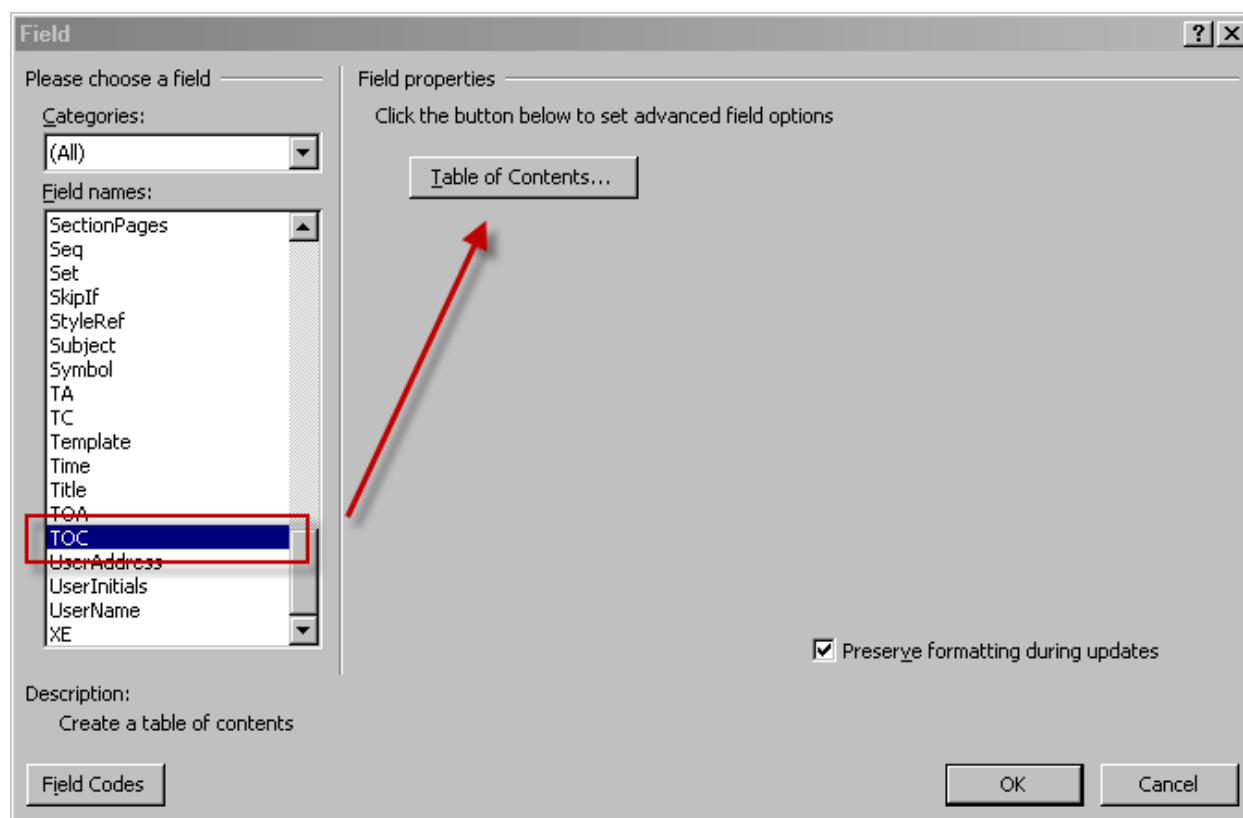 Field
Please choose a field
Categories:
(All)
Field names:
SectionPages
Seq
Set
SkipIf
StyleRef
Subject
Symbol
TA
TC
Template
Time
Title
TOA
TOC
UserAddress
UserInitials
UserName
XE
Field properties
Click the button below to set advanced field options
Table of Contents...
Preserve formatting during updates
Description:
Create a table of contents
Field Codes
OK
Cancel